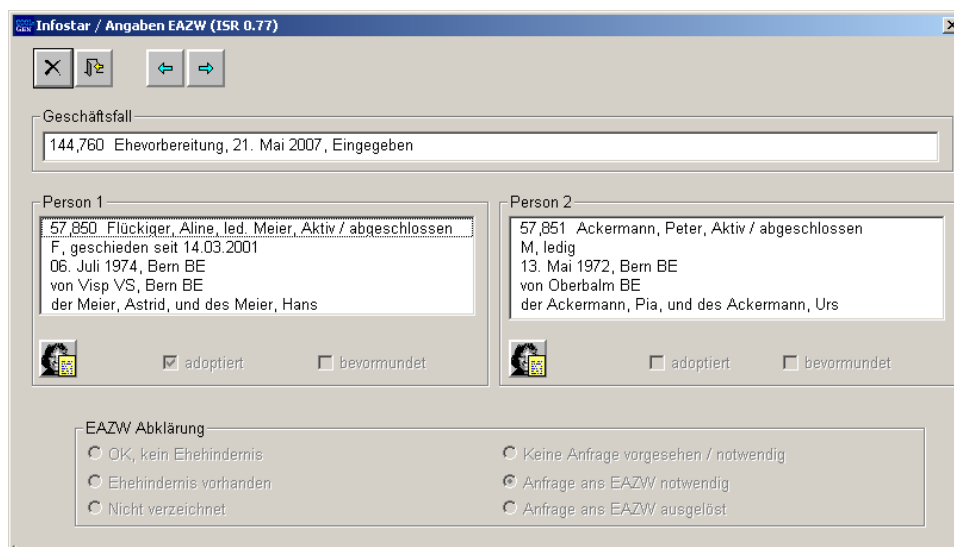 Infostar / Angaben EAZW (ISR 0.77)
Geschäftsfall
144,760 Ehevorbereitung, 21. Mai 2007, Eingegeben
Person 1
57,850 Flückiger, Aline, led. Meier, Aktiv / abgeschlossen
F, geschieden seit 14.03.2001
06. Juli 1974, Bern BE
von Visp VS, Bern BE
der Meier, Astrid, und des Meier, Hans
adoptiert
bevormundet
Person 2
57,851 Ackermann, Peter, Aktiv / abgeschlossen
M, ledig
13. Mai 1972, Bern BE
von Oberbalm BE
der Ackermann, Pia, und des Ackermann, Urs
adoptiert
bevormundet
EAZW Abklärung
OK, kein Ehehindernis
Ehehindernis vorhanden
Nicht verzeichnet
Keine Anfrage vorgesehen / notwendig
Anfrage ans EAZW notwendig
Anfrage ans EAZW ausgelöst